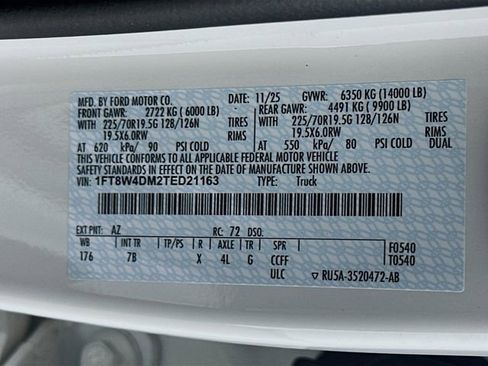 MFD. BY FORD MOTOR CO. 11/25 GVWR: 6350 KG (14000 LB)
FRONT GAWR: 2722 KG ( 6000 LB) REAR GAWR: 4491 KG ( 9900 LB)
WITH 225/70R19.5G 128/126N TIRES WITH 225/70R19.5G 128/126N TIRES
19.5X6.0RW RIMS 19.5X6.0RW RIMS
AT 620 kPa/ 90 PSI COLD AT 550 kPa/ 80 PSI COLD DUAL
THIS VEHICLE CONFORMS TO ALL APPLICABLE FEDERAL MOTOR VEHICLE
SAFETY STANDARDS IN EFFECT ON THE DATE OF MANUFACTURE SHOWN ABOVE.
VIN: 1FT8W4DM2TED21163 TYPE: Truck
EXT PNT: AZ RC: 72 DSO:
WB INT TR TP/PS R AXLE TR SPR F0540
176 7B X 4L G CCFF T0540
ULC ▽ RU5A-3520472-AB